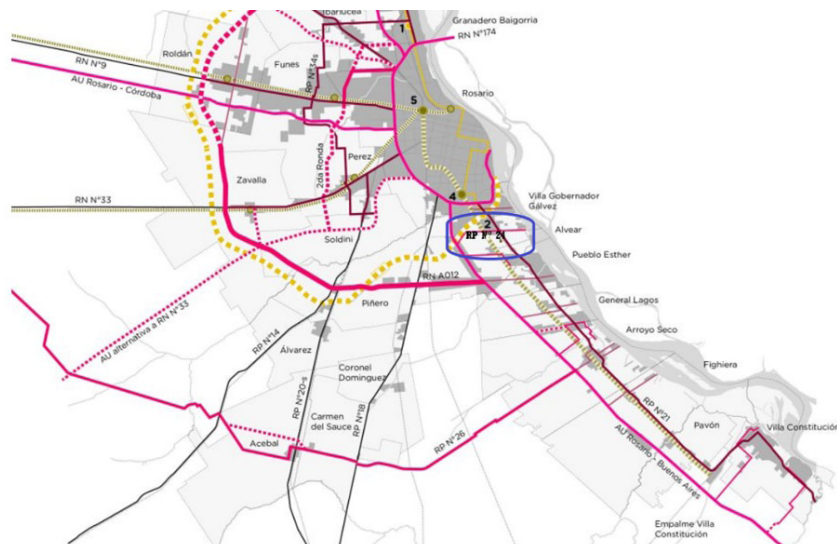 Ibarlucea
Granadero Baigorria
1
RN N°174
Roldán
RN N°9
Funes
RP N°34s
AU Rosario - Córdoba
5
Rosario
Zavalla
2da Ronda
Perez
RN N°33
4
Villa Gobernador
Gálvez
2
RP N° 24
Alvear
Soldini
Pueblo Esther
RN A012
Piñero
General Lagos
AU alternativa a RN N°33
RP N°14
Arroyo Seco
Álvarez
Coronel
Dominguez
Fighiera
RP N°20-s
RP N°18
RP N°21
Carmen
del Sauce
Pavón
Villa Constitución
Acebal
RP N°26
AU Rosario - Buenos Aires
Empalme Villa
Constitución